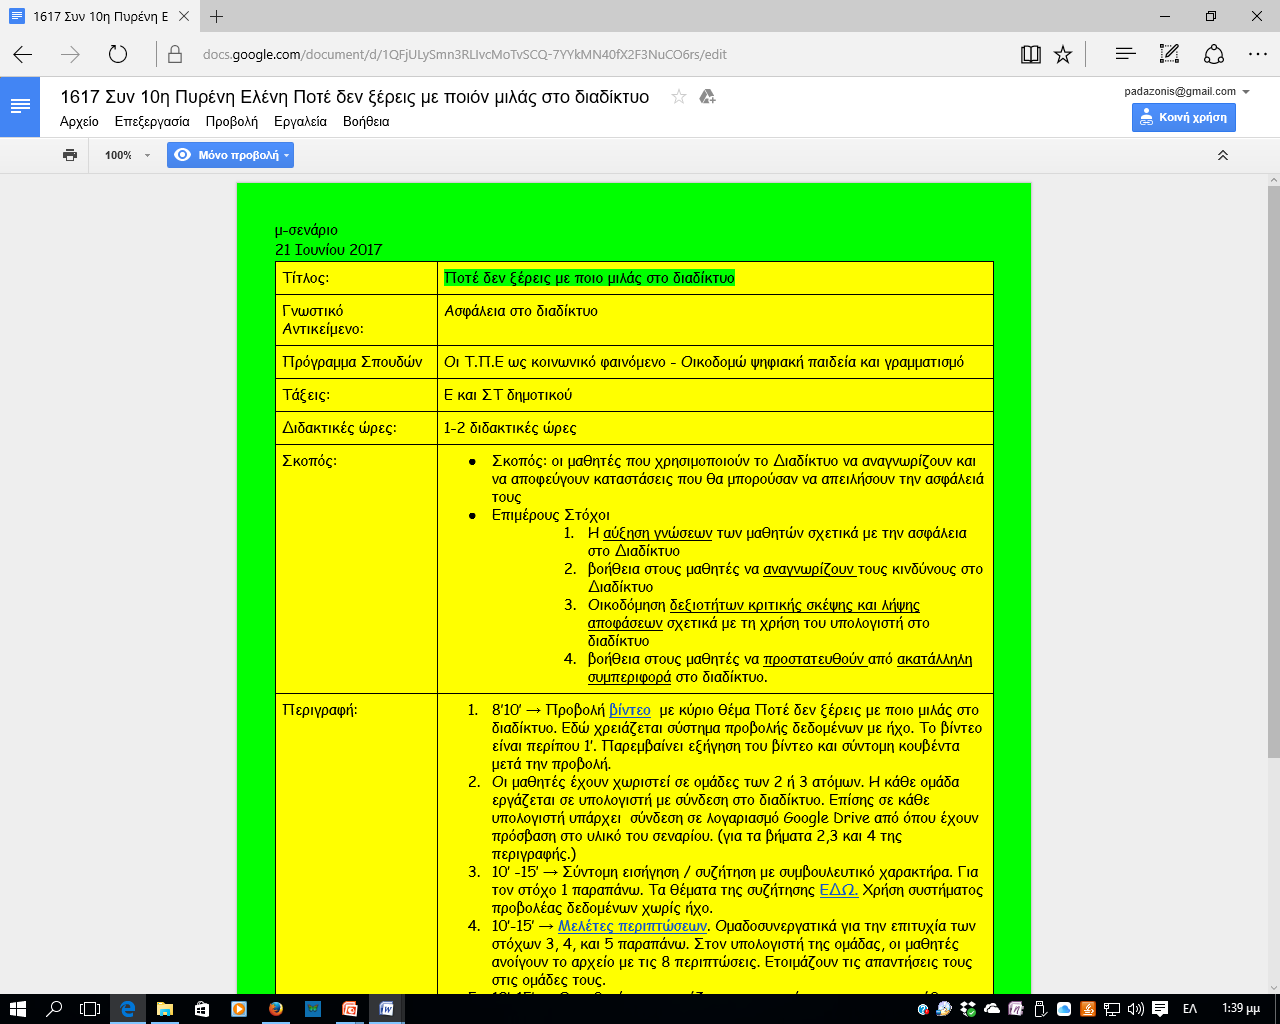 1617 Συν 10η Πυρένη Ε
docs.google.com/document/d/1QFjULySmn3RLIvcMoTvSCQ-7YYkMN40fX2F3NuCO6rs/edit
1617 Συν 10η Πυρένη Ελένη Ποτέ δεν ξέρεις με ποιόν μιλάς στο διαδίκτυο
padazonis@gmail.com
Αρχείο Επεξεργασία Προβολή Εργαλεία Βοήθεια
Κοινή χρήση
100% Μόνο προβολή
μ-σενάριο
21 Ιουνίου 2017
Τίτλος: Ποτέ δεν ξέρεις με ποιο μιλάς στο διαδίκτυο
Γνωστικό Ασφάλεια στο διαδίκτυο
Αντικείμενο:
Πρόγραμμα Σπουδών Οι Τ.Π.Ε ως κοινωνικό φαινόμενο - Οικοδομώ ψηφιακή παιδεία και γραμματισμό
Τάξεις: Ε και ΣΤ δημοτικού
Διδακτικές ώρες: 1-2 διδακτικές ώρες
Σκοπός: ● Σκοπός: οι μαθητές που χρησιμοποιούν το Διαδίκτυο να αναγνωρίζουν και
να αποφεύγουν καταστάσεις που θα μπορούσαν να απειλήσουν την ασφάλειά
τους
● Επιμέρους Στόχοι
1. Η αύξηση γνώσεων των μαθητών σχετικά με την ασφάλεια
στο Διαδίκτυο
2. βοήθεια στους μαθητές να αναγνωρίζουν τους κινδύνους στο
Διαδίκτυο
3. Οικοδόμηση δεξιοτήτων κριτικής σκέψης και λήψης
αποφάσεων σχετικά με τη χρήση του υπολογιστή στο
διαδίκτυο
4. βοήθεια στους μαθητές να προστατευθούν από ακατάλληλη
συμπεριφορά στο διαδίκτυο.
Περιγραφή: 1. 8'10' → Προβολή βίντεο με κύριο θέμα Ποτέ δεν ξέρεις με ποιο μιλάς στο
διαδίκτυο. Εδώ χρειάζεται σύστημα προβολής δεδομένων με ήχο. Το βίντεο
είναι περίπου 1'. Παρεμβαίνει εξήγηση του βίντεο και σύντομη κουβέντα
μετά την προβολή.
2. Οι μαθητές έχουν χωριστεί σε ομάδες των 2 ή 3 ατόμων. Η κάθε ομάδα
εργάζεται σε υπολογιστή με σύνδεση στο διαδίκτυο. Επίσης σε κάθε
υπολογιστή υπάρχει σύνδεση σε λογαριασμό Google Drive από όπου έχουν
πρόσβαση στο υλικό του σεναρίου. (για τα βήματα 2,3 και 4 της
περιγραφής.)
3. 10' -15' → Σύντομη εισήγηση / συζήτηση με συμβουλευτικό χαρακτήρα. Για
τον στόχο 1 παραπάνω. Τα θέματα της συζήτησης ΕΔΩ. Χρήση συστήματος
προβολέας δεδομένων χωρίς ήχο.
4. 10'-15' → Μελέτες περιπτώσεων. Ομαδοσυνεργατικά για την επιτυχία των
στόχων 3, 4, και 5 παραπάνω. Στον υπολογιστή της ομάδας, οι μαθητές
ανοίγουν το αρχείο με τις 8 περιπτώσεις. Ετοιμάζουν τις απαντήσεις τους
στις ομάδες τους.
ΕΛ 1:39 μμ